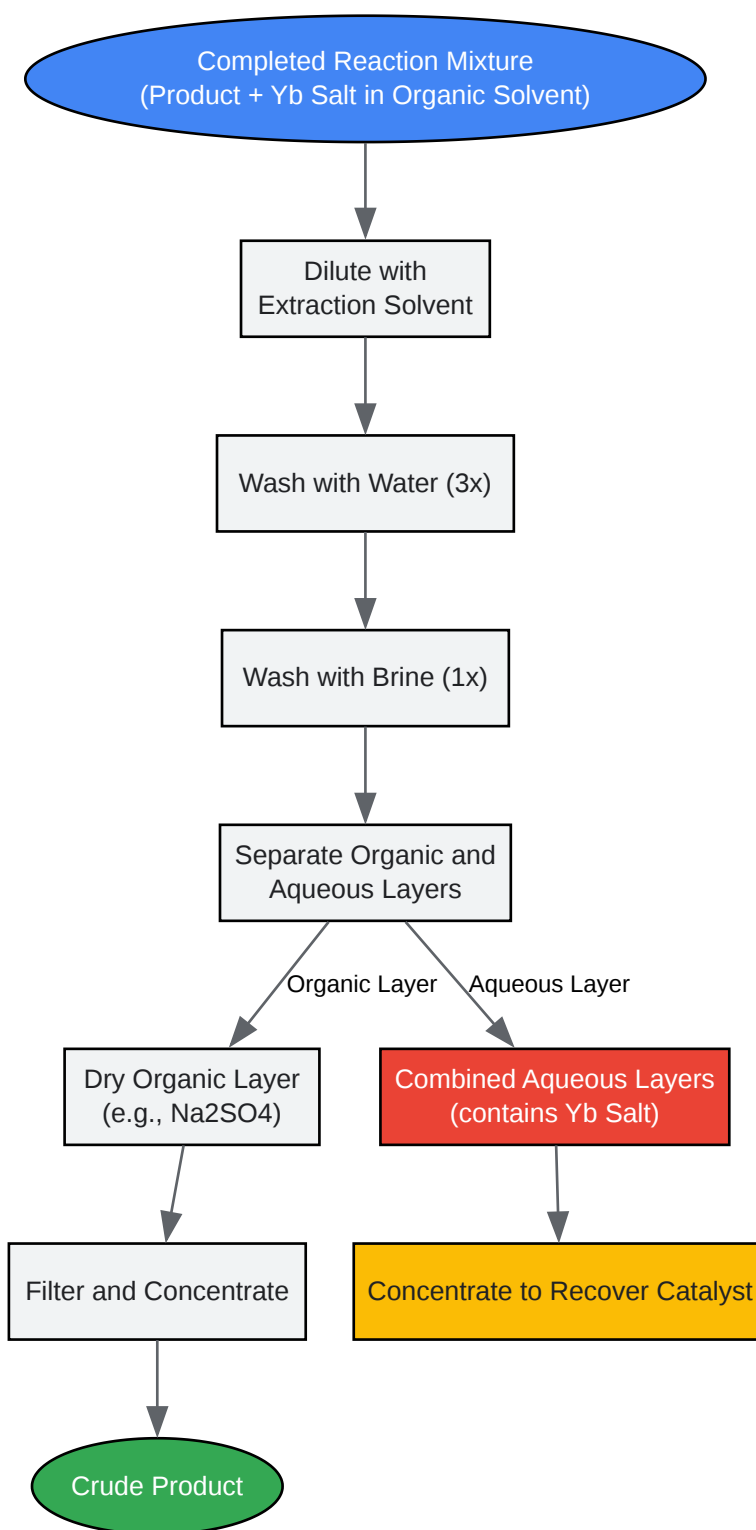 Completed Reaction Mixture
(Product + Yb Salt in Organic Solvent)
Dilute with
Extraction Solvent
Wash with Water (3x)
Wash with Brine (1x)
Separate Organic and
Aqueous Layers
Organic Layer
Aqueous Layer
Dry Organic Layer
(e.g., Na2SO4)
Combined Aqueous Layers
(contains Yb Salt)
Filter and Concentrate
Concentrate to Recover Catalyst
Crude Product